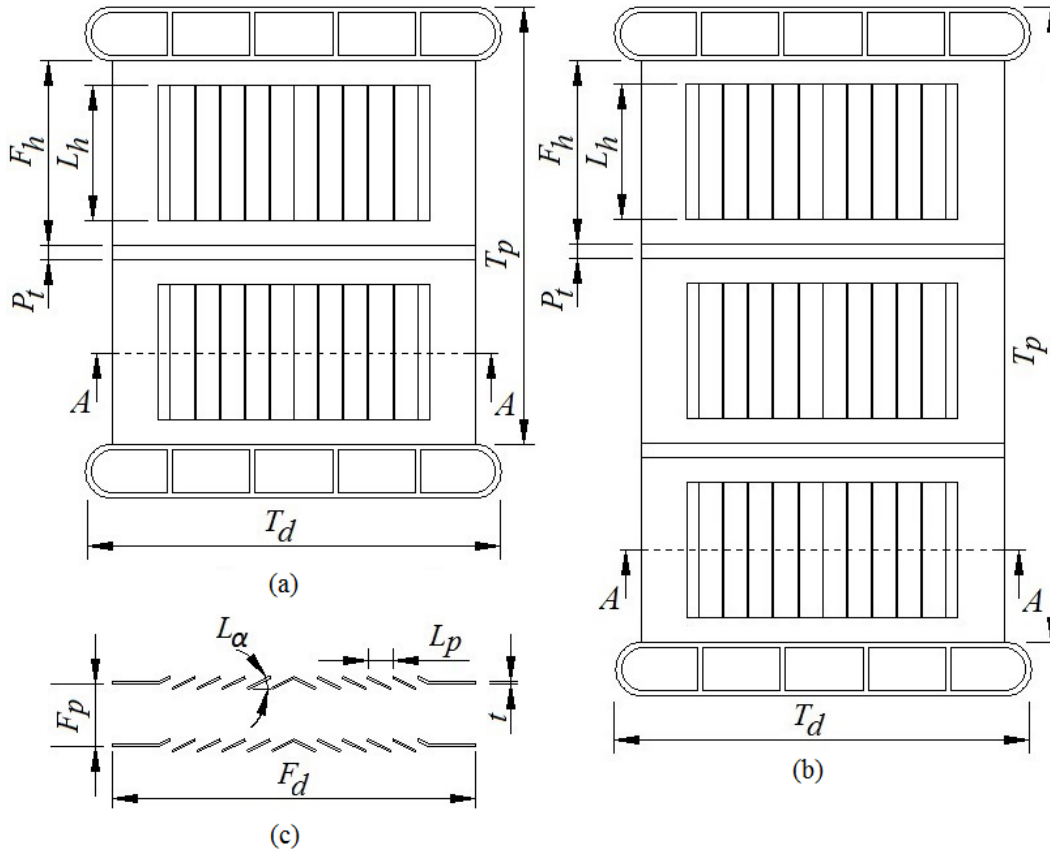 F_h
L_h
P_t
T_p
A
A
T_d
(a)
F_h
L_h
P_t
T_p
A
A
T_d
(b)
L_α
L_p
F_p
t
F_d
(c)